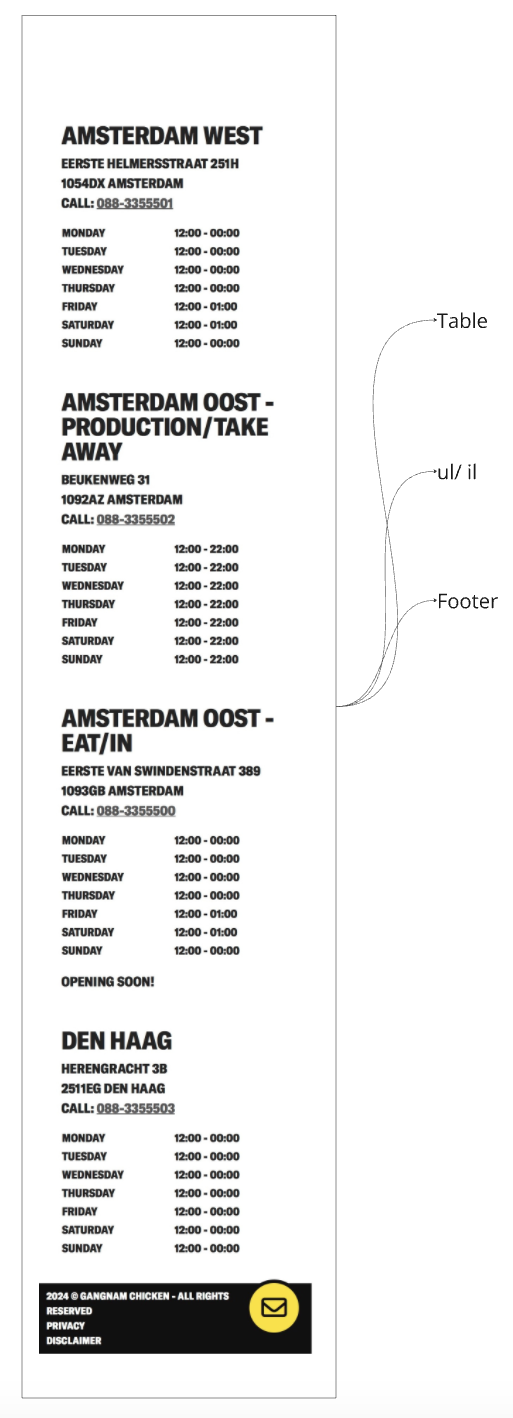 AMSTERDAM WEST
EERSTE HELMERSSTRAAT 251H
1054DX AMSTERDAM
CALL: 088-3355501
MONDAY 12:00 - 00:00
TUESDAY 12:00 - 00:00
WEDNESDAY 12:00 - 00:00
THURSDAY 12:00 - 00:00
FRIDAY 12:00 - 01:00
SATURDAY 12:00 - 01:00
SUNDAY 12:00 - 00:00
AMSTERDAM OOST -
PRODUCTION/TAKE
AWAY
BEUKENWEG 31
1092AZ AMSTERDAM
CALL: 088-3355502
MONDAY 12:00 - 22:00
TUESDAY 12:00 - 22:00
WEDNESDAY 12:00 - 22:00
THURSDAY 12:00 - 22:00
FRIDAY 12:00 - 22:00
SATURDAY 12:00 - 22:00
SUNDAY 12:00 - 22:00
AMSTERDAM OOST -
EAT/IN
EERSTE VAN SWINDENSTRAAT 389
1093GB AMSTERDAM
CALL: 088-3355500
MONDAY 12:00 - 00:00
TUESDAY 12:00 - 00:00
WEDNESDAY 12:00 - 00:00
THURSDAY 12:00 - 00:00
FRIDAY 12:00 - 01:00
SATURDAY 12:00 - 01:00
SUNDAY 12:00 - 00:00
OPENING SOON!
DEN HAAG
HERENGRACHT 3B
2511EG DEN HAAG
CALL: 088-3355503
MONDAY 12:00 - 00:00
TUESDAY 12:00 - 00:00
WEDNESDAY 12:00 - 00:00
THURSDAY 12:00 - 00:00
FRIDAY 12:00 - 00:00
SATURDAY 12:00 - 00:00
SUNDAY 12:00 - 00:00
2024 © GANGNAM CHICKEN - ALL RIGHTS
RESERVED
PRIVACY
DISCLAIMER
Table
ul/ il
Footer